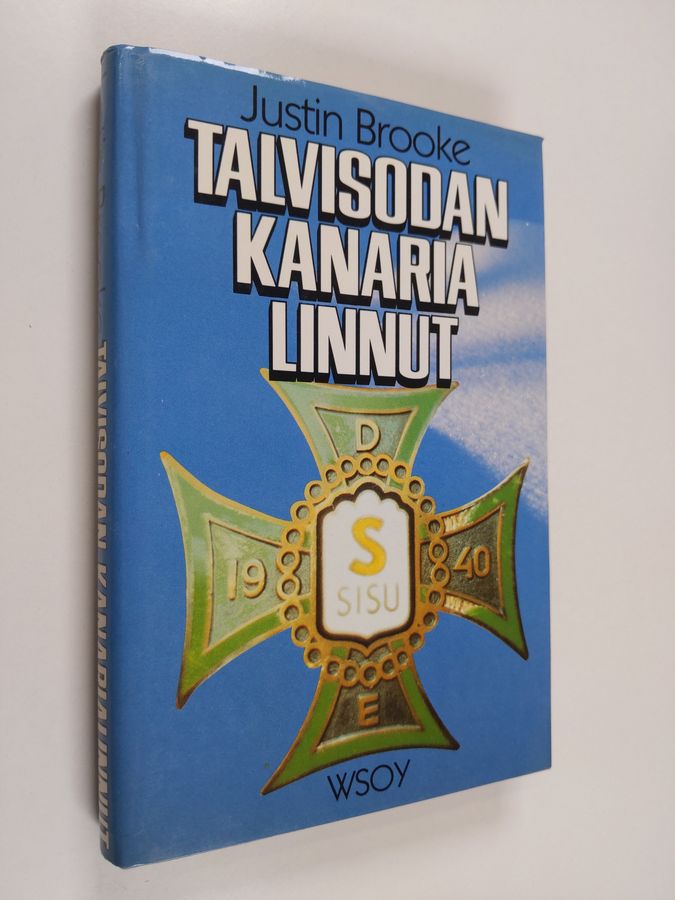 Justin Brooke
TALVISODAN
KANARIA
LINNUT
D
19 S 40
SISU
E
WSOY
TALVISODAN KANARIALINNUT